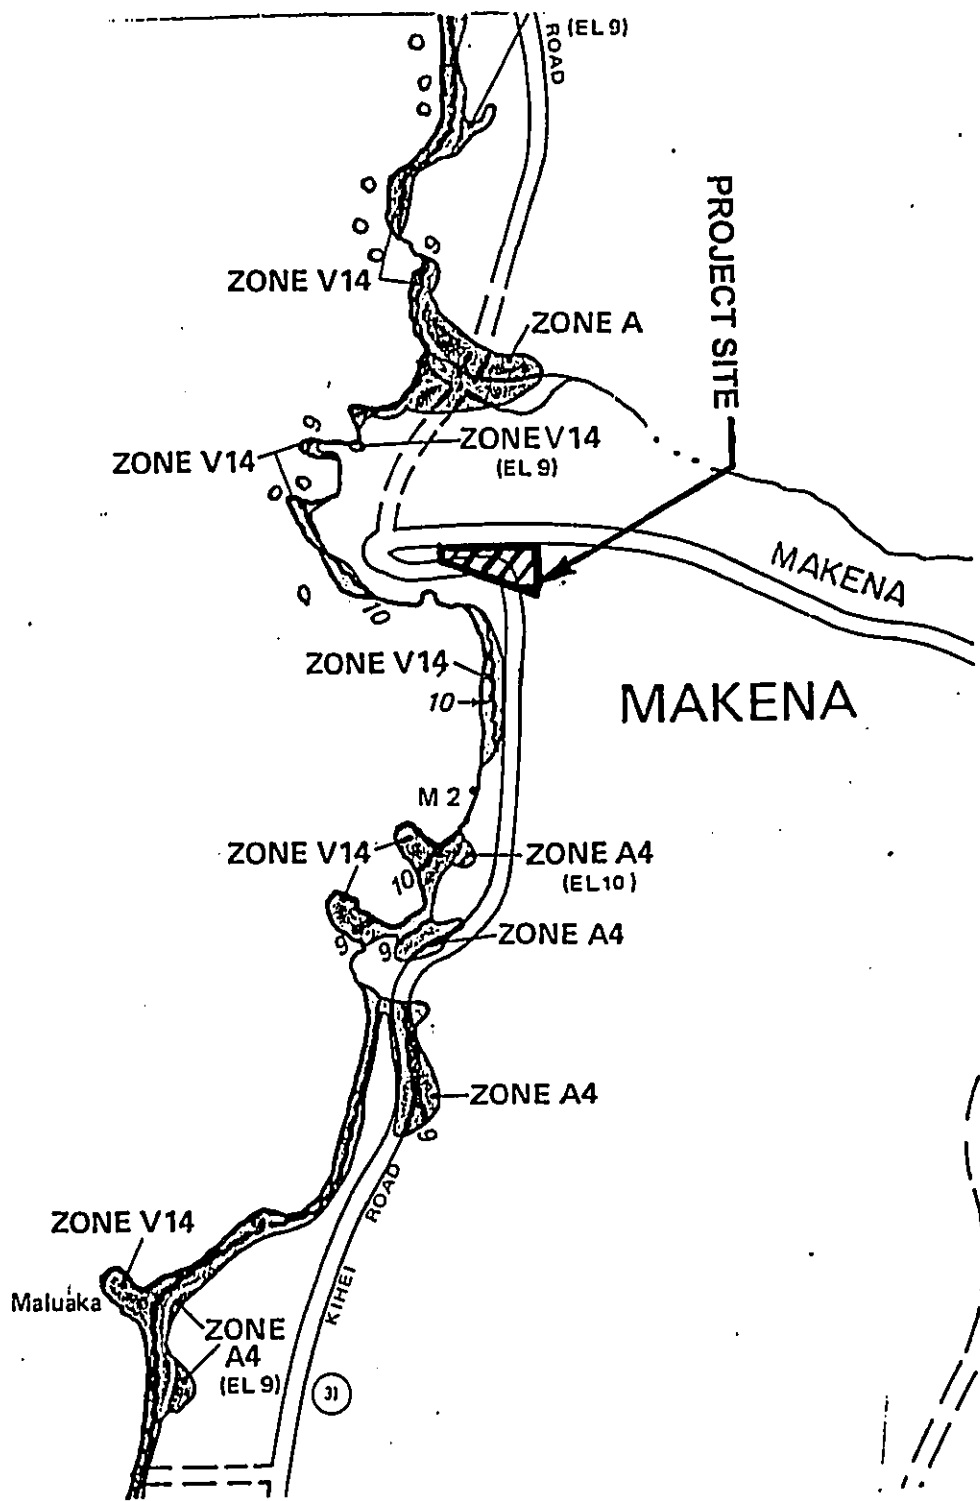 (EL 9)
ROAD
PROJECT SITE
9
ZONE V14
ZONE A
9
ZONE V14
ZONE V14
(EL 9)
MAKENA
10
ZONE V14
10
MAKENA
M 2
ZONE V14
ZONE A4
(EL 10)
10
ZONE A4
9
9
ZONE A4
9
ROAD
ZONE V14
Maluaka
KIHEI
ZONE
A4
(EL 9)
31